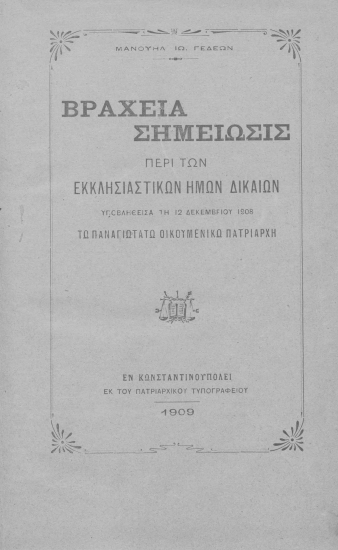 ΜΑΝΟΥΗΛ ΙΩ. ΓΕΔΕΩΝ
ΒΡΑΧΕΙΑ
ΣΗΜΕΙΩΣΙΣ
ΠΕΡΙ ΤΩΝ
ΕΚΚΛΗΣΙΑΣΤΙΚΩΝ ΗΜΩΝ ΔΙΚΑΙΩΝ
ΥΠΟΒΛΗΘΕΙΣΑ ΤΗ 12 ΔΕΚΕΜΒΡΙΟΥ 1908
ΤΩ ΠΑΝΑΓΙΩΤΑΤΩ ΟΙΚΟΥΜΕΝΙΚΩ ΠΑΤΡΙΑΡΧΗ
ΕΝ ΚΩΝΣΤΑΝΤΙΝΟΥΠΟΛΕΙ
ΕΚ ΤΟΥ ΠΑΤΡΙΑΡΧΙΚΟΥ ΤΥΠΟΓΡΑΦΕΙΟΥ
1909